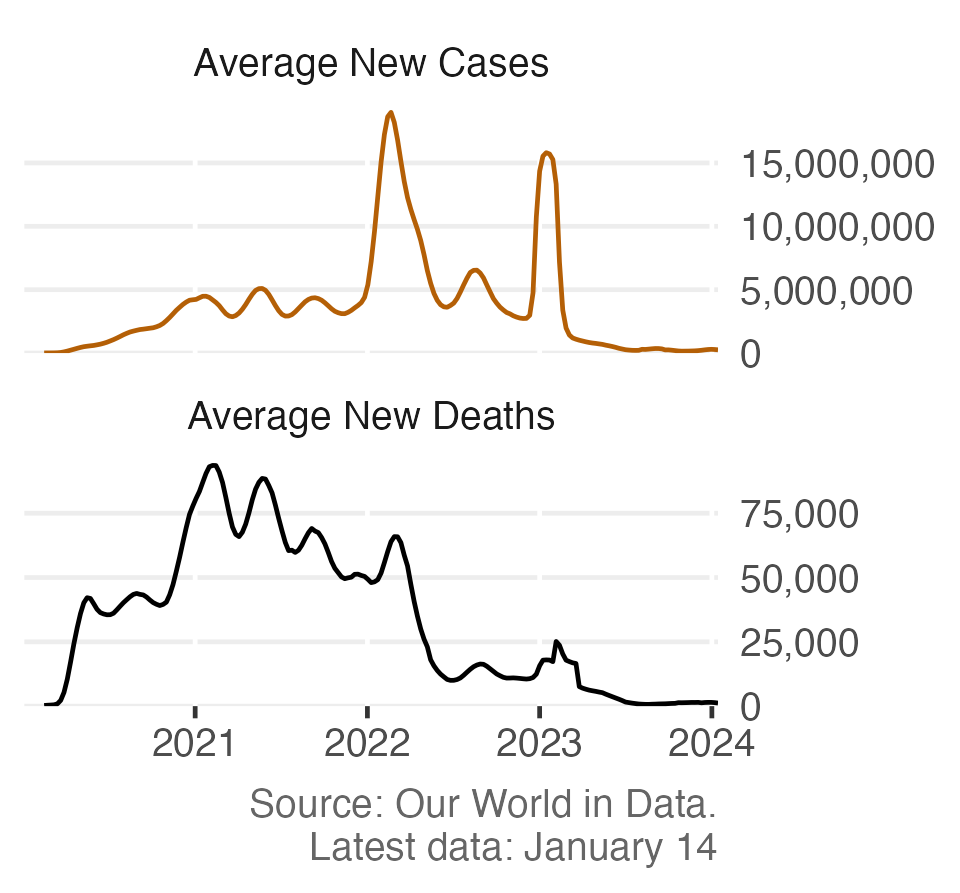 Average New Cases
15,000,000
10,000,000
5,000,000
0
Average New Deaths
75,000
50,000
25,000
0
2021 2022 2023 2024
Source: Our World in Data.
Latest data: January 14